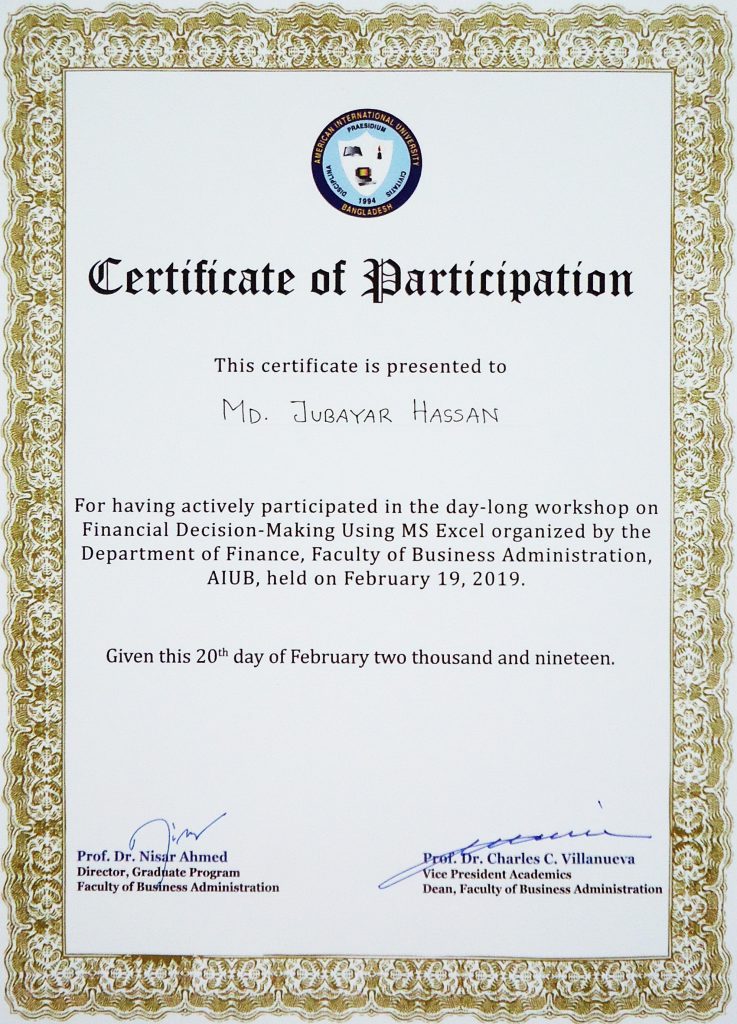 AMERICAN INTERNATIONAL UNIVERSITY
PRAESIDIUM
DISCIPLINA
CIVITATIS
1994
BANGLADESH
Certificate of Participation
This certificate is presented to
MD. JUBAYAR HASSAN
For having actively participated in the day-long workshop on
Financial Decision-Making Using MS Excel organized by the
Department of Finance, Faculty of Business Administration,
AIUB, held on February 19, 2019.
Given this 20th day of February two thousand and nineteen.
Prof. Dr. Nisar Ahmed
Director, Graduate Program
Faculty of Business Administration
Prof. Dr. Charles C. Villanueva
Vice President Academics
Dean, Faculty of Business Administration